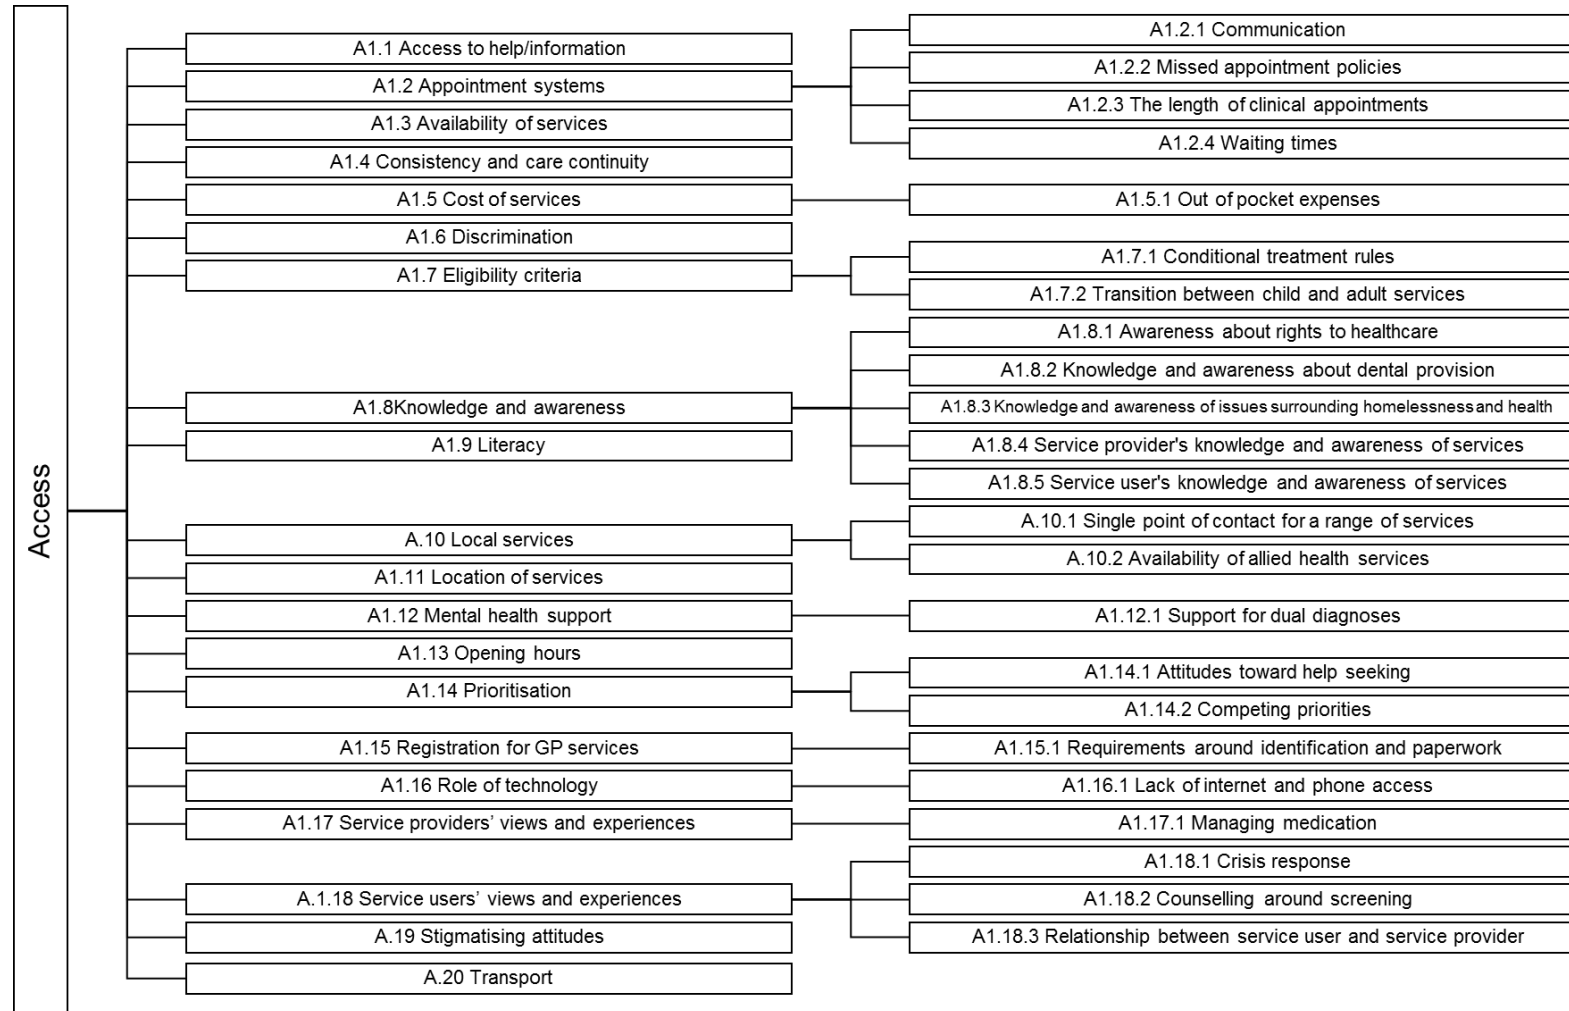 Access
A1.1 Access to help/information
A1.2 Appointment systems
A1.2.1 Communication
A1.2.2 Missed appointment policies
A1.2.3 The length of clinical appointments
A1.2.4 Waiting times
A1.3 Availability of services
A1.4 Consistency and care continuity
A1.5 Cost of services
A1.5.1 Out of pocket expenses
A1.6 Discrimination
A1.7 Eligibility criteria
A1.7.1 Conditional treatment rules
A1.7.2 Transition between child and adult services
A1.8Knowledge and awareness
A1.8.1 Awareness about rights to healthcare
A1.8.2 Knowledge and awareness about dental provision
A1.8.3 Knowledge and awareness of issues surrounding homelessness and health
A1.8.4 Service provider's knowledge and awareness of services
A1.8.5 Service user's knowledge and awareness of services
A1.9 Literacy
A.10 Local services
A.10.1 Single point of contact for a range of services
A.10.2 Availability of allied health services
A1.11 Location of services
A1.12 Mental health support
A1.12.1 Support for dual diagnoses
A1.13 Opening hours
A1.14 Prioritisation
A1.14.1 Attitudes toward help seeking
A1.14.2 Competing priorities
A1.15 Registration for GP services
A1.15.1 Requirements around identification and paperwork
A1.16 Role of technology
A1.16.1 Lack of internet and phone access
A1.17 Service providers’ views and experiences
A1.17.1 Managing medication
A.1.18 Service users’ views and experiences
A1.18.1 Crisis response
A1.18.2 Counselling around screening
A1.18.3 Relationship between service user and service provider
A.19 Stigmatising attitudes
A.20 Transport